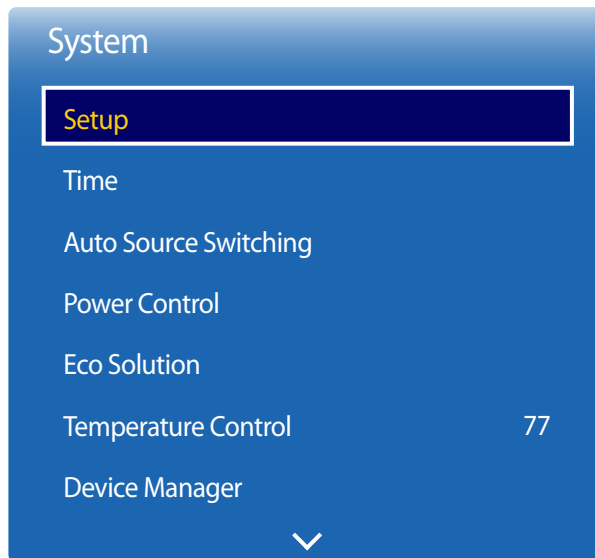 System
Setup
Time
Auto Source Switching
Power Control
Eco Solution
Temperature Control 77
Device Manager